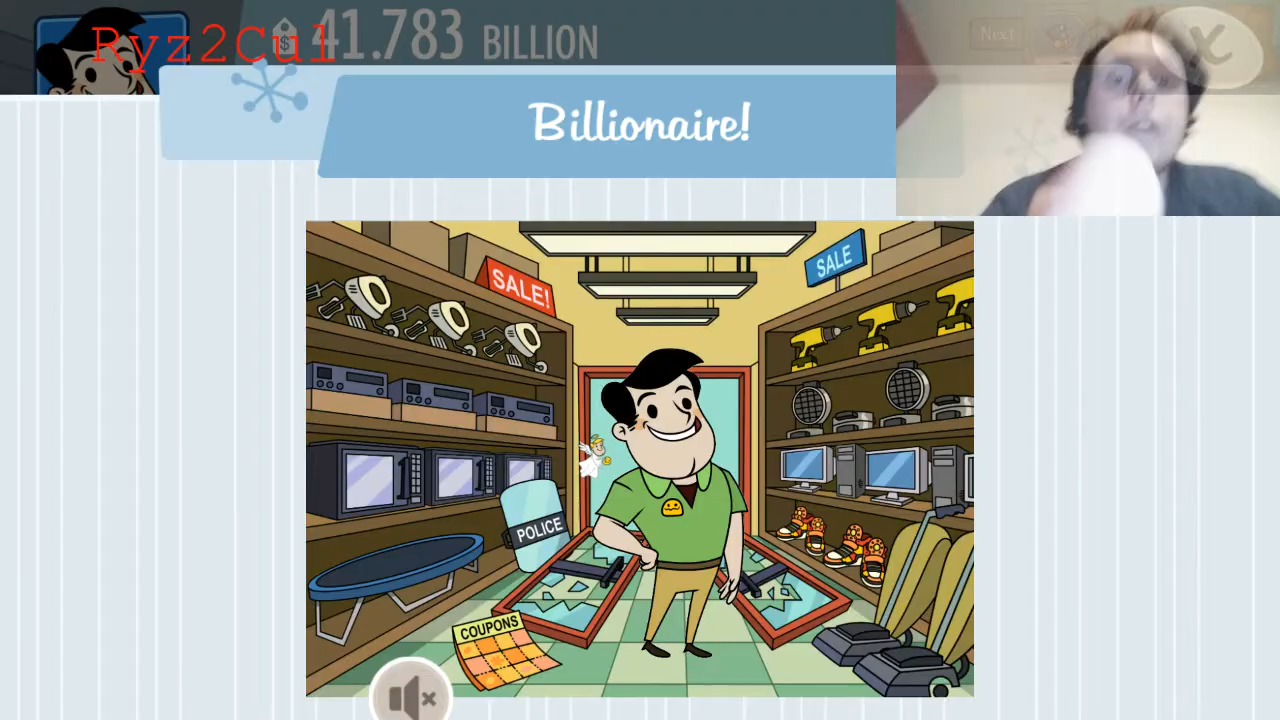 Ryz2Cul
41.783 BILLION
Next
Billionaire!
SALE!
SALE
POLICE
COUPONS